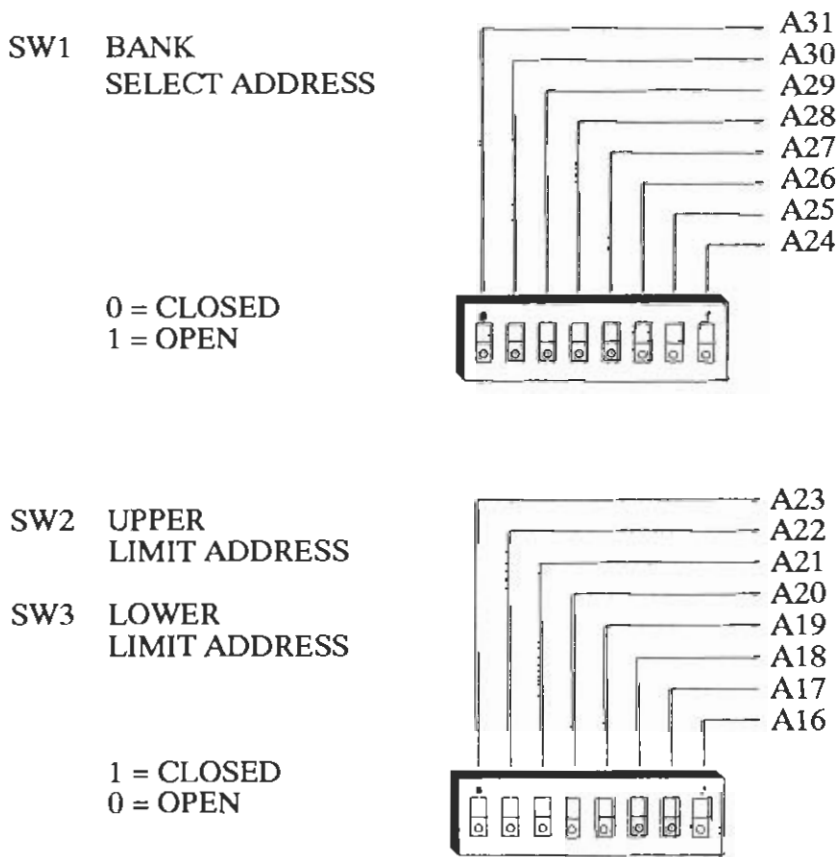 SW1 BANK
SELECT ADDRESS
A31
A30
A29
A28
A27
A26
A25
A24
0 = CLOSED
1 = OPEN
SW2 UPPER
LIMIT ADDRESS
SW3 LOWER
LIMIT ADDRESS
A23
A22
A21
A20
A19
A18
A17
A16
1 = CLOSED
0 = OPEN